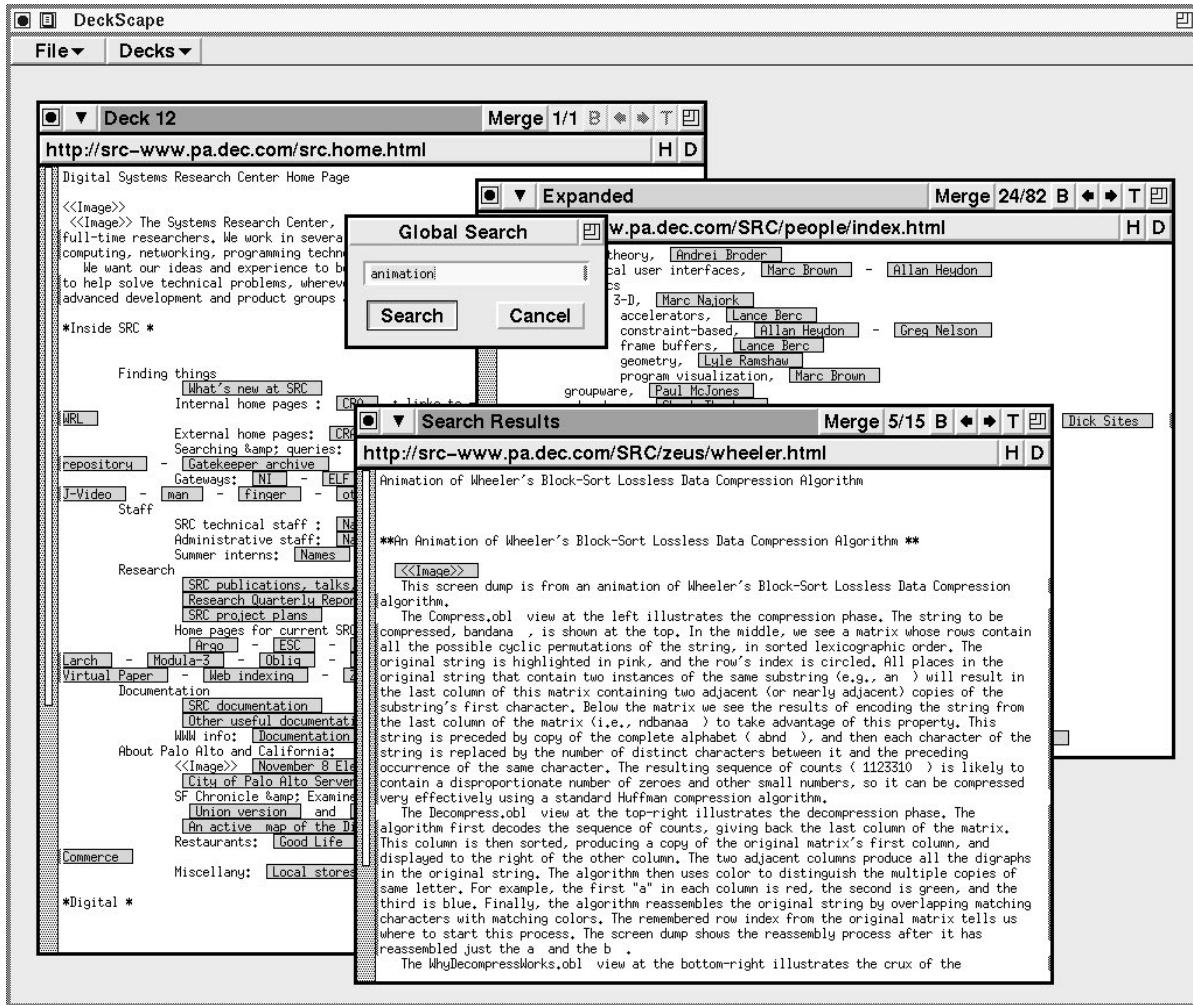 DeckScape
File Decks
Deck 12 Merge 1/1 B T
http://src-www.pa.dec.com/src.home.html H D
Digital Systems Research Center Home Page
<<Image>>
<<Image>> The Systems Research Center,
full-time researchers. We work in severa
computing, networking, programming techn
We want our ideas and experience to b
to help solve technical problems, wherev
advanced development and product groups
*Inside SRC *
Finding things
What's new at SRC
Internal home pages : CRA : links to
WRL
External home pages: CRA
Searching &amp; queries:
repository - Gatekeeper archive
Gateways: NI - ELF
J-Video - man - finger - ot
Staff
SRC technical staff : Na
Administrative staff: Na
Summer interns: Names
Research
SRC publications, talks,
Research Quarterly Repor
SRC project plans
Home pages for current SRC
Argo - ESC -
Larch - Modula-3 - Obliq -
Virtual Paper - Web indexing - Z
Documentation
SRC documentation
Other useful documentati
WWW info: Documentation
About Palo Alto and California:
<<Image>> November 8 Ele
City of Palo Alto Server
SF Chronicle &amp; Examine
Union version and
An active map of the Di
Restaurants: Good Life
Commerce
Miscellany: Local stores
*Digital *
Expanded Merge 24/82 B T
w.pa.dec.com/SRC/people/index.html H D
theory, Andrei Broder
cal user interfaces, Marc Brown - Allan Heydon
cs
3-D, Marc Najork
accelerators, Lance Berc
constraint-based, Allan Heydon - Greg Nelson
frame buffers, Lance Berc
geometry, Lyle Ramshaw
program visualization, Marc Brown
groupware, Paul McJones
Dick Sites
Global Search
animation
Search Cancel
Search Results Merge 5/15 B T
http://src-www.pa.dec.com/SRC/zeus/wheeler.html H D
Animation of Wheeler's Block-Sort Lossless Data Compression Algorithm
**An Animation of Wheeler's Block-Sort Lossless Data Compression Algorithm **
<<Image>>
This screen dump is from an animation of Wheeler's Block-Sort Lossless Data Compression
algorithm.
The Compress.obl view at the left illustrates the compression phase. The string to be
compressed, bandana , is shown at the top. In the middle, we see a matrix whose rows contain
all the possible cyclic permutations of the string, in sorted lexicographic order. The
original string is highlighted in pink, and the row's index is circled. All places in the
original string that contain two instances of the same substring (e.g., an ) will result in
the last column of this matrix containing two adjacent (or nearly adjacent) copies of the
substring's first character. Below the matrix we see the results of encoding the string from
the last column of the matrix (i.e., ndbanaa ) to take advantage of this property. This
string is preceded by copy of the complete alphabet ( abnd ), and then each character of the
string is replaced by the number of distinct characters between it and the preceding
occurrence of the same character. The resulting sequence of counts ( 1123310 ) is likely to
contain a disproportionate number of zeroes and other small numbers, so it can be compressed
very effectively using a standard Huffman compression algorithm.
The Decompress.obl view at the top-right illustrates the decompression phase. The
algorithm first decodes the sequence of counts, giving back the last column of the matrix.
This column is then sorted, producing a copy of the original matrix's first column, and
displayed to the right of the other column. The two adjacent columns produce all the digraphs
in the original string. The algorithm then uses color to distinguish the multiple copies of
same letter. For example, the first "a" in each column is red, the second is green, and the
third is blue. Finally, the algorithm reassembles the original string by overlapping matching
characters with matching colors. The remembered row index from the original matrix tells us
where to start this process. The screen dump shows the reassembly process after it has
reassembled just the a and the b .
The WhyDecompressWorks.obl view at the bottom-right illustrates the crux of the